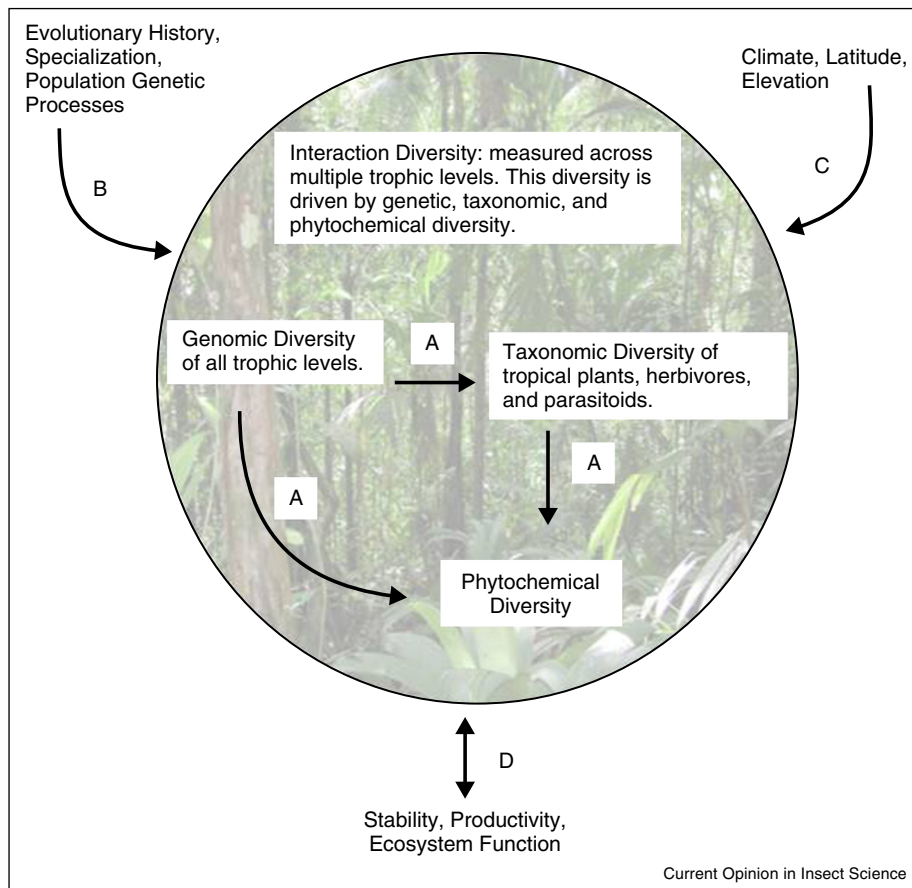 Evolutionary History,
Specialization,
Population Genetic
Processes
Climate, Latitude,
Elevation
B
C
Interaction Diversity: measured across
multiple trophic levels. This diversity is
driven by genetic, taxonomic, and
phytochemical diversity.
Genomic Diversity
of all trophic levels.
A
Taxonomic Diversity of
tropical plants, herbivores,
and parasitoids.
A
A
Phytochemical
Diversity
D
Stability, Productivity,
Ecosystem Function
Current Opinion in Insect Science